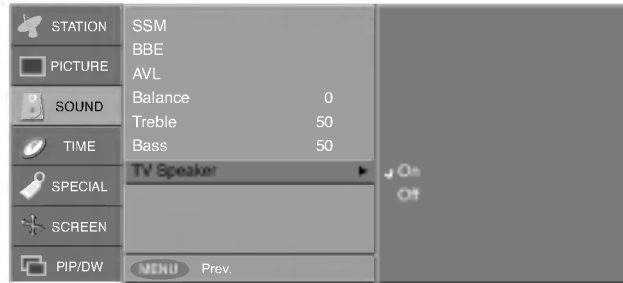 STATION
PICTURE
SOUND
TIME
SPECIAL
SCREEN
PIP/DW
SSM
BBE
AVL
Balance 0
Treble 50
Bass 50
TV Speaker
On
Off
MENU Prev.